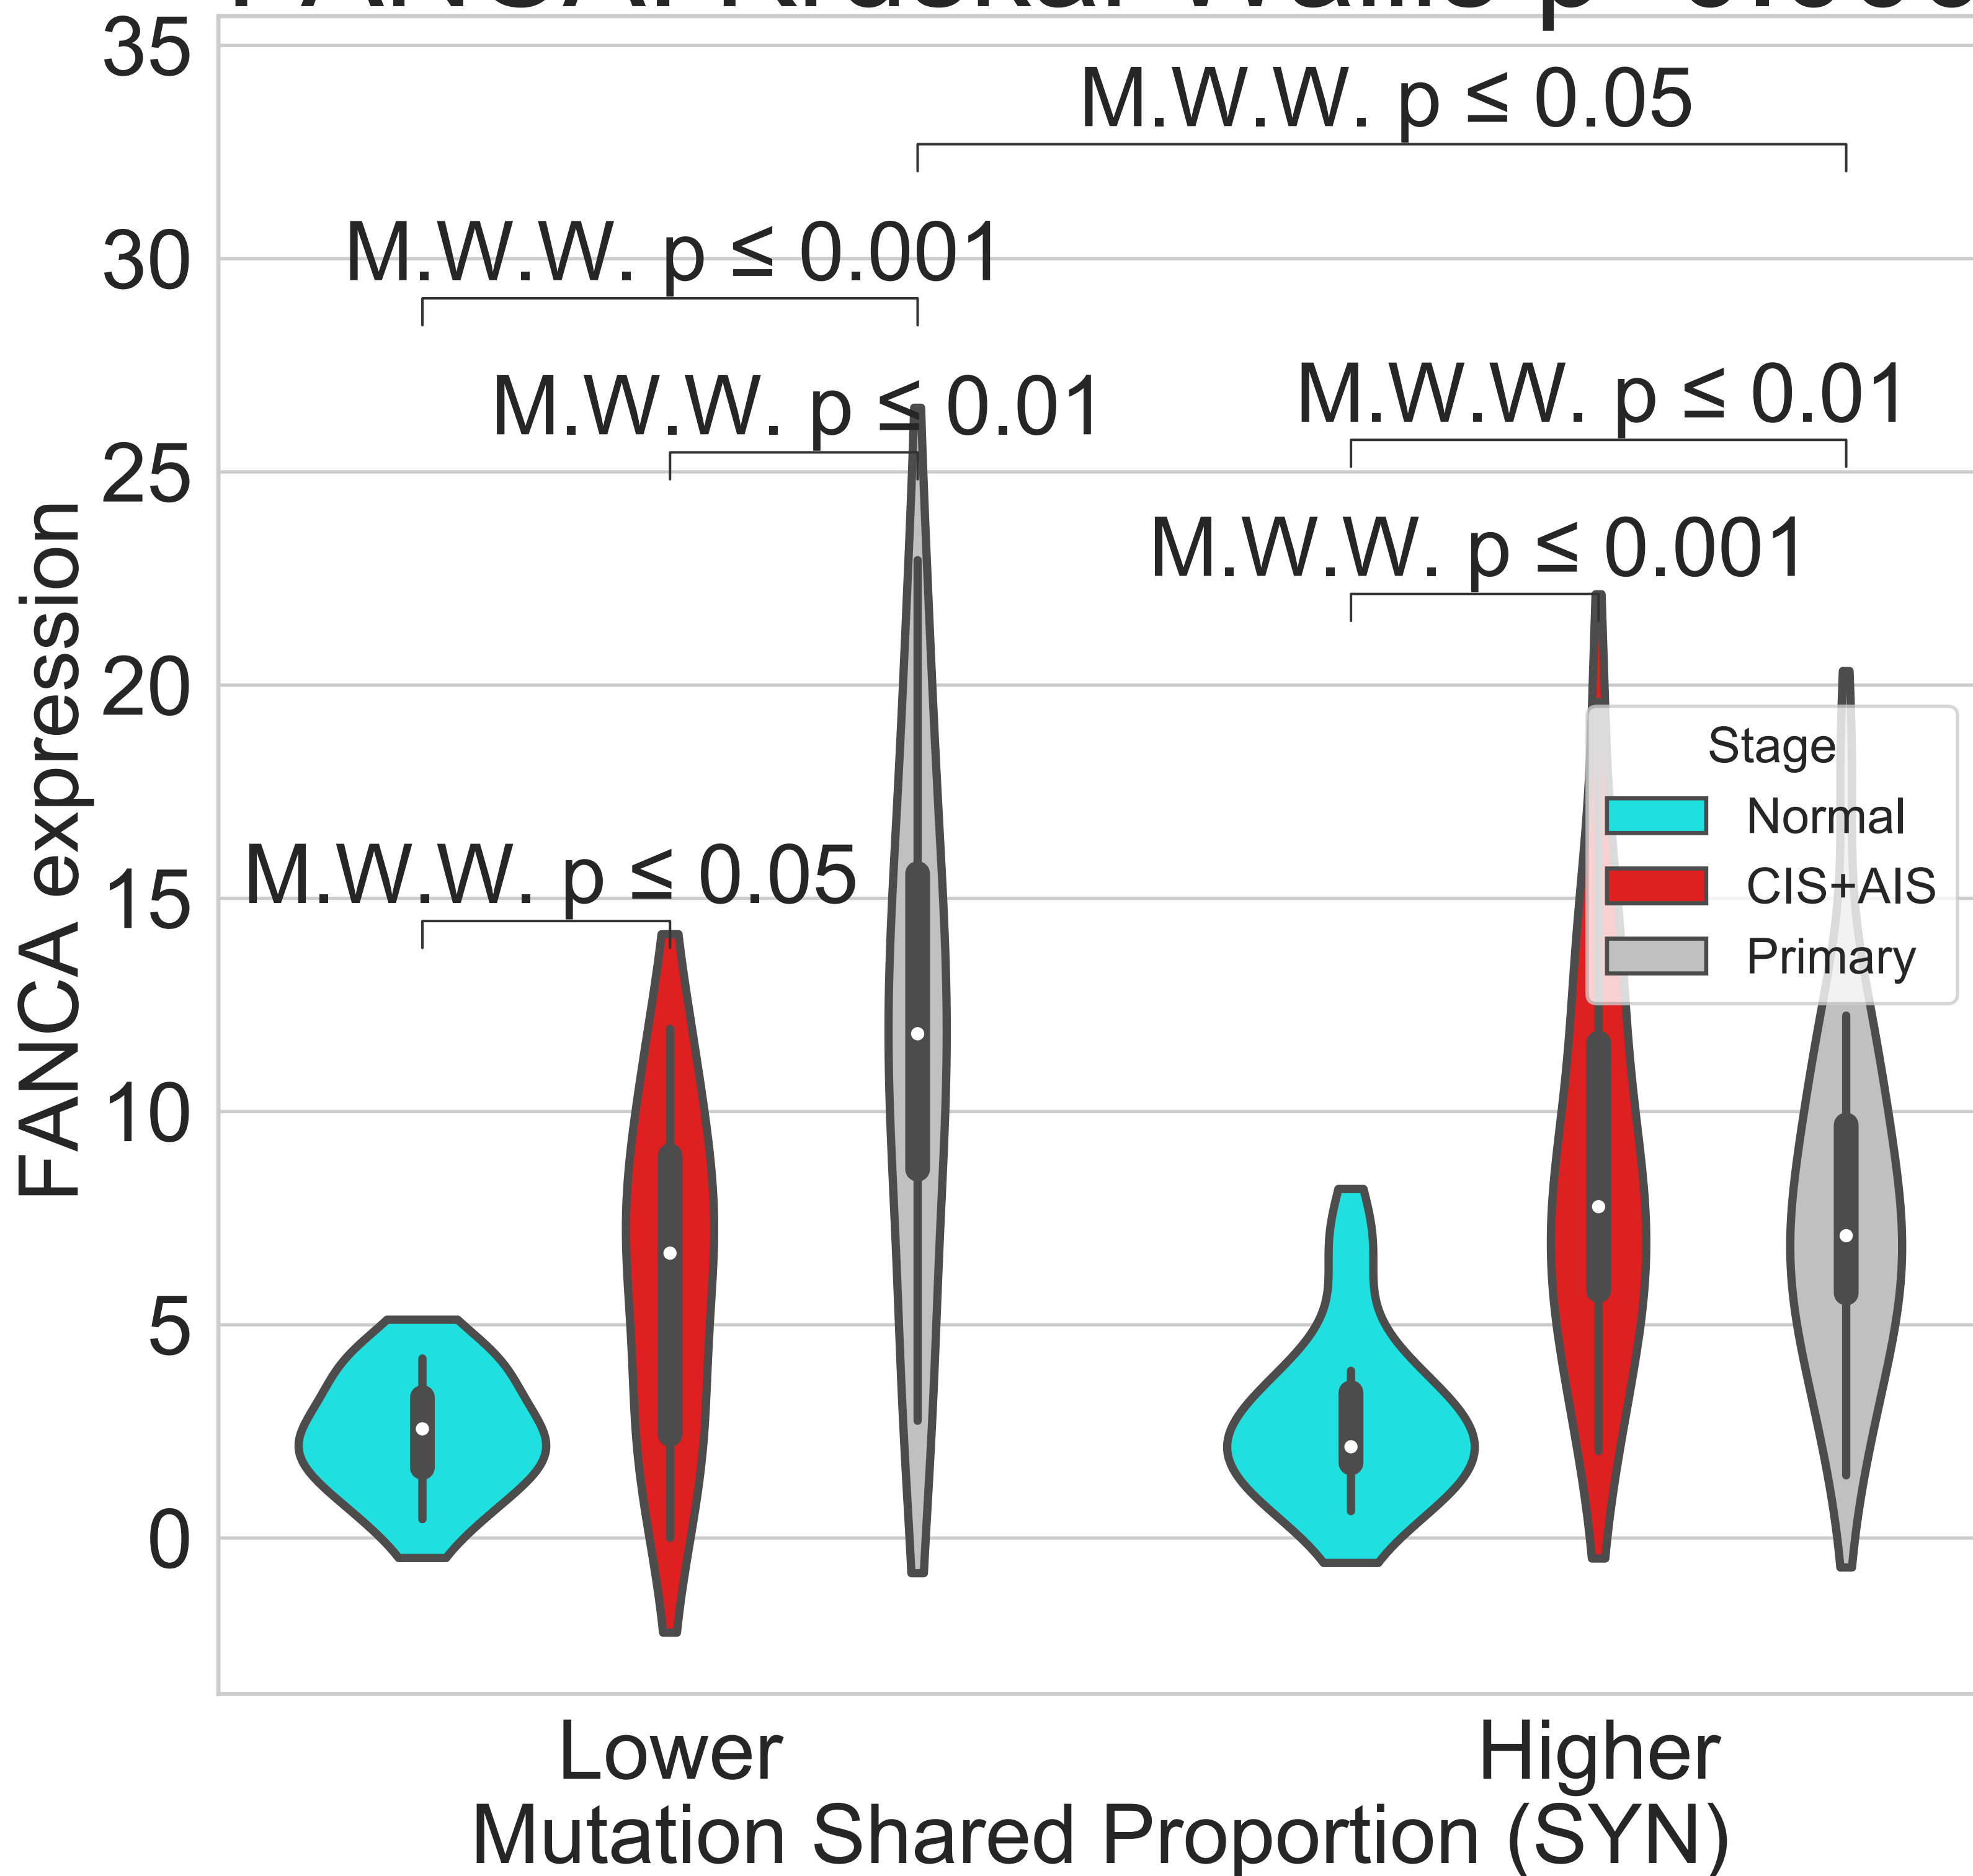 35
M.W.W. p ≤ 0.05
30
M.W.W. p ≤ 0.001
M.W.W. p ≤ 0.01
M.W.W. p ≤ 0.01
25
M.W.W. p ≤ 0.001
20
Stage
Normal
CIS+AIS
Primary
M.W.W. p ≤ 0.05
15
10
5
0
FANCA expression
Lower
Higher
Mutation Shared Proportion (SYN)